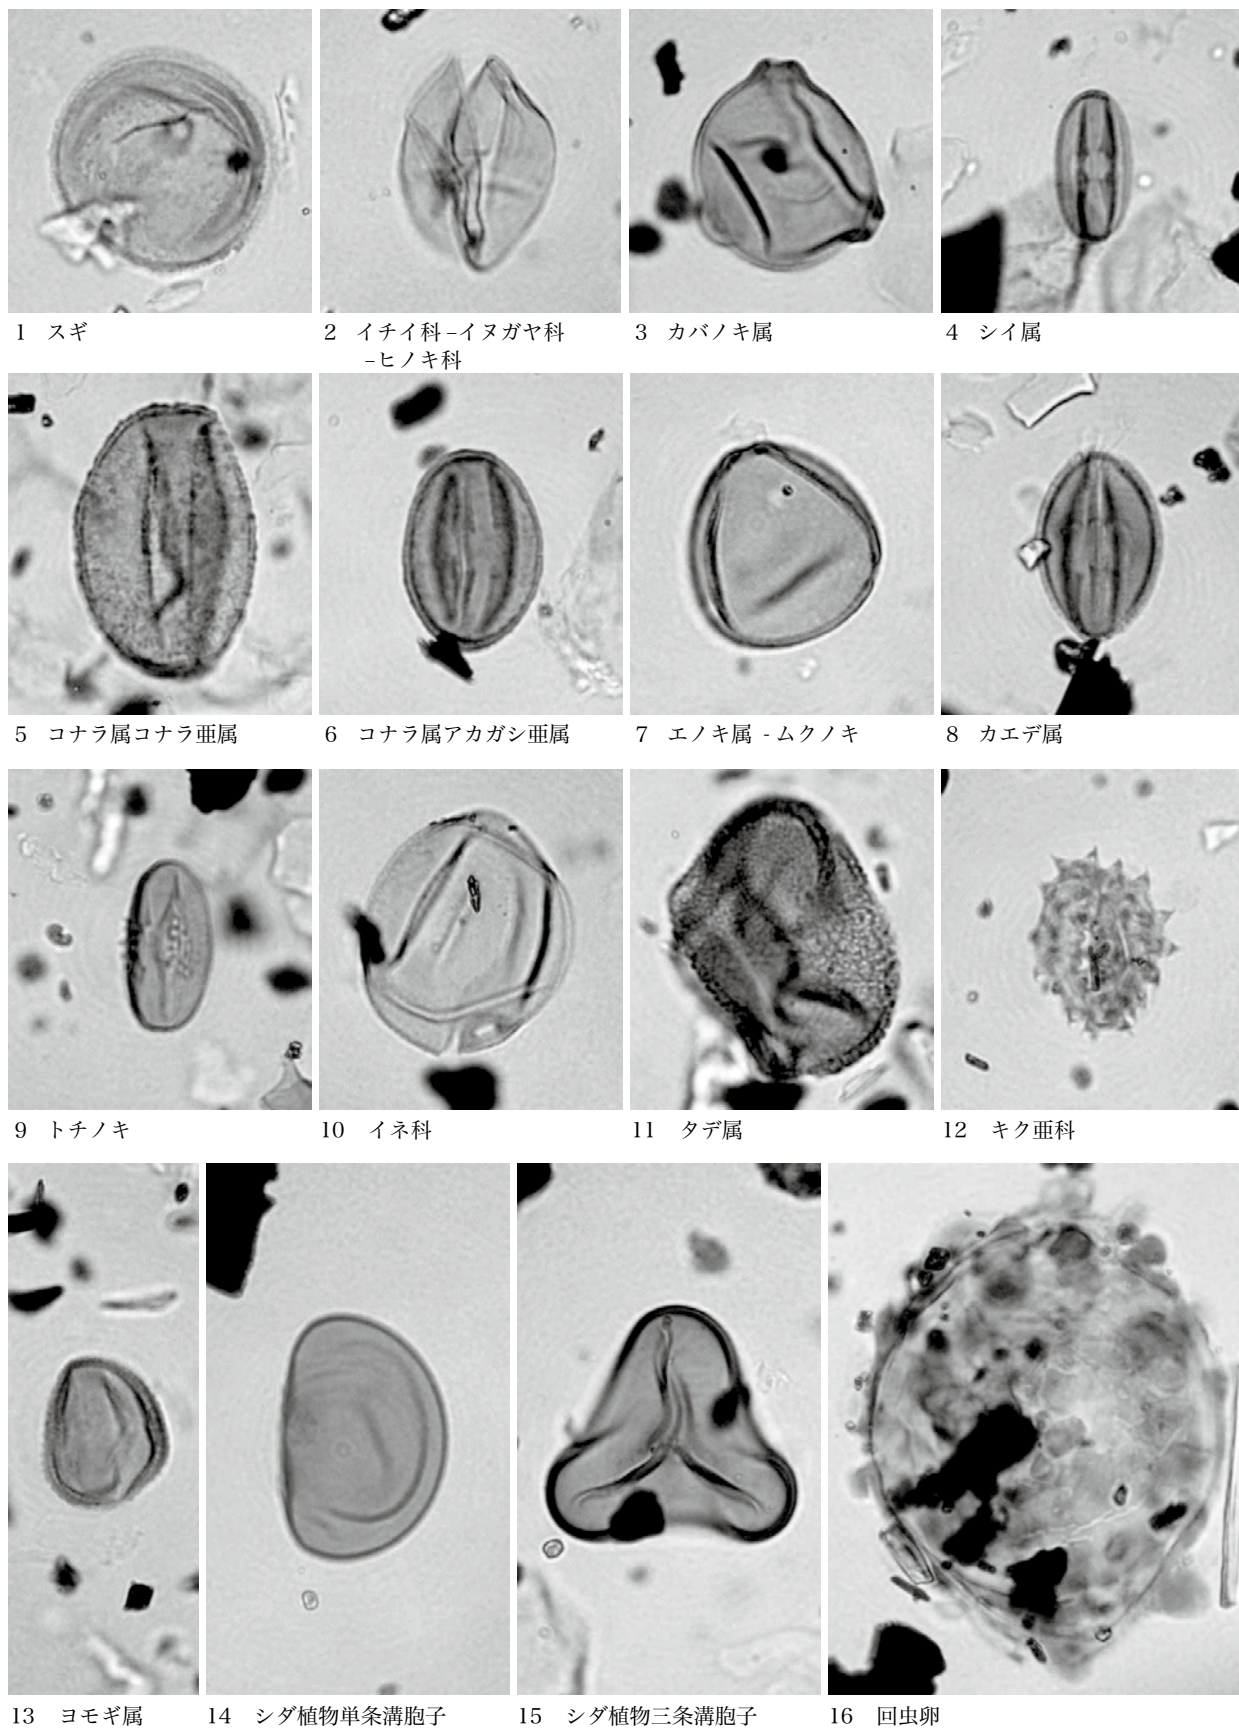 1 スギ
2 イチイ科-イヌガヤ科
-ヒノキ科
3 カバノキ属
4 シイ属
5 コナラ属コナラ亜属
6 コナラ属アカガシ亜属
7 エノキ属 - ムクノキ
8 カエデ属
9 トチノキ
10 イネ科
11 タデ属
12 キク亜科
13 ヨモギ属
14 シダ植物単条溝胞子
15 シダ植物三条溝胞子
16 回虫卵